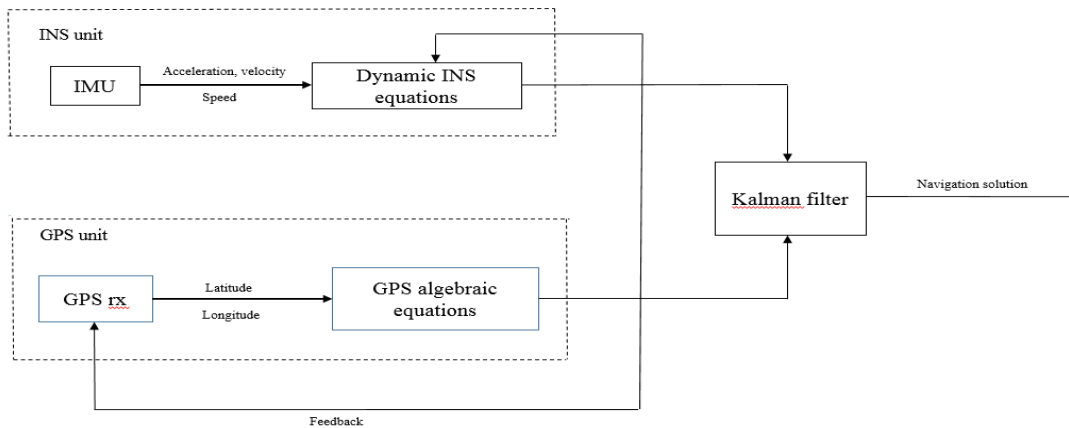 INS unit
IMU
Acceleration, velocity
Speed
Dynamic INS
equations
Kalman filter
Navigation solution
GPS unit
GPS rx
Latitude
Longitude
GPS algebraic
equations
Feedback